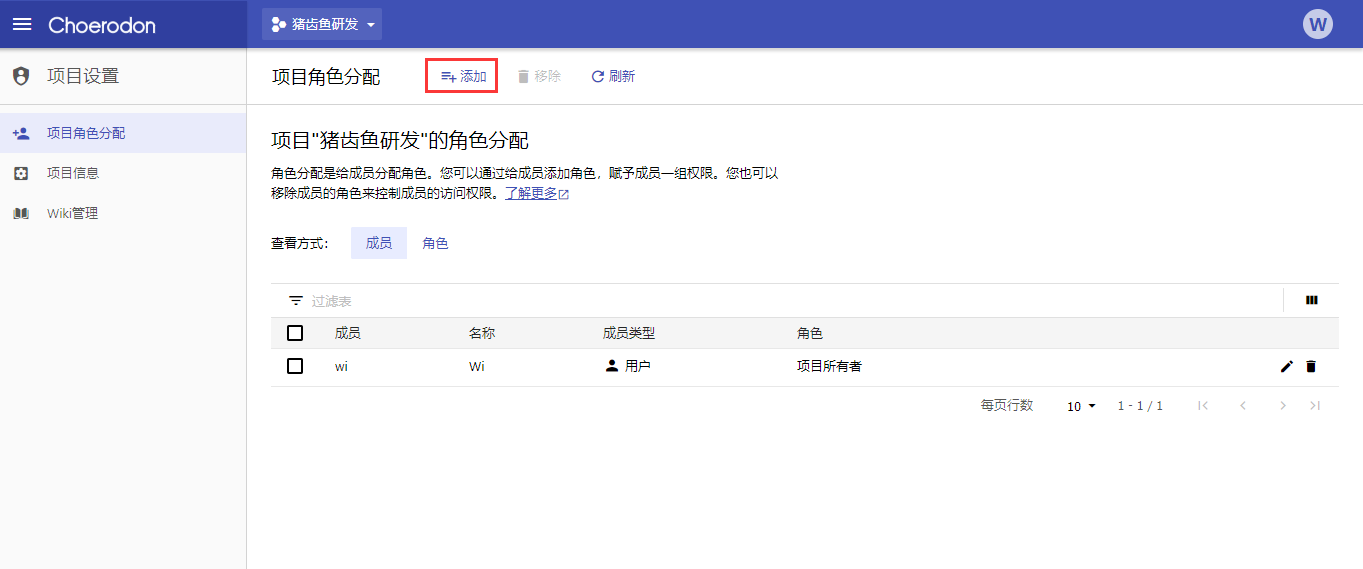 Choerodon
猪齿鱼研发
W
项目设置
项目角色分配
项目信息
Wiki管理
项目角色分配 添加 移除 刷新
项目"猪齿鱼研发"的角色分配
角色分配是给成员分配角色。您可以通过给成员添加角色，赋予成员一组权限。您也可以
移除成员的角色来控制成员的访问权限。了解更多
查看方式： 成员 角色
过滤表
成员 名称 成员类型 角色
wi Wi 用户 项目所有者
每页行数 10 1 - 1 / 1